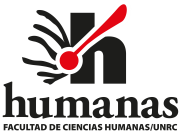 h
humanas
FACULTAD DE CIENCIAS HUMANAS/UNRC